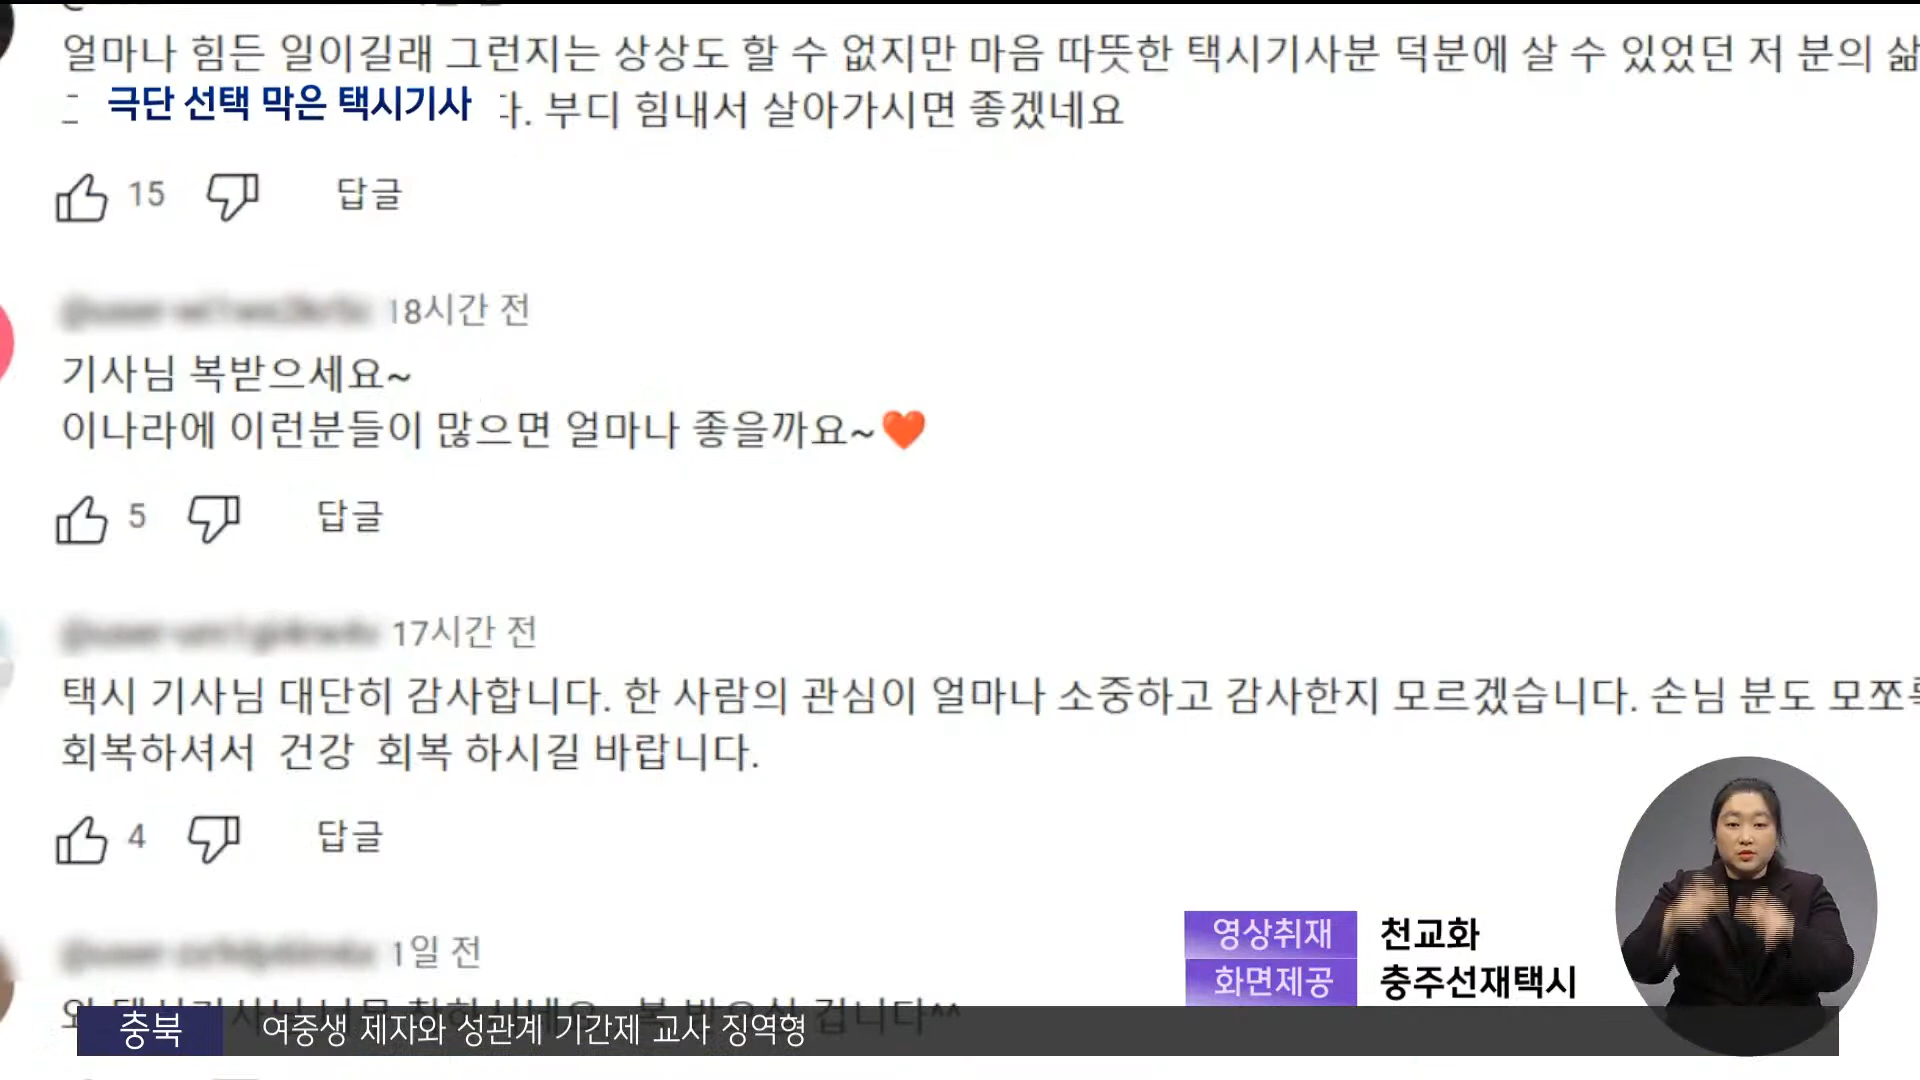 얼마나 힘든 일이길래 그런지는 상상도 할 수 없지만 마음 따뜻한 택시기사분 덕분에 살 수 있었던 저 분의 삶
극단 선택 막은 택시기사
다. 부디 힘내서 살아가시면 좋겠네요
15 답글
18시간 전
기사님 복받으세요~
이나라에 이런분들이 많으면 얼마나 좋을까요~❤️
5 답글
17시간 전
택시 기사님 대단히 감사합니다. 한 사람의 관심이 얼마나 소중하고 감사한지 모르겠습니다. 손님 분도 모쪼록
회복하셔서 건강 회복 하시길 바랍니다.
4 답글
1일 전
영상취재 천교화
화면제공 충주선재택시
겁니다^^
충북 여중생 제자와 성관계 기간제 교사 징역형